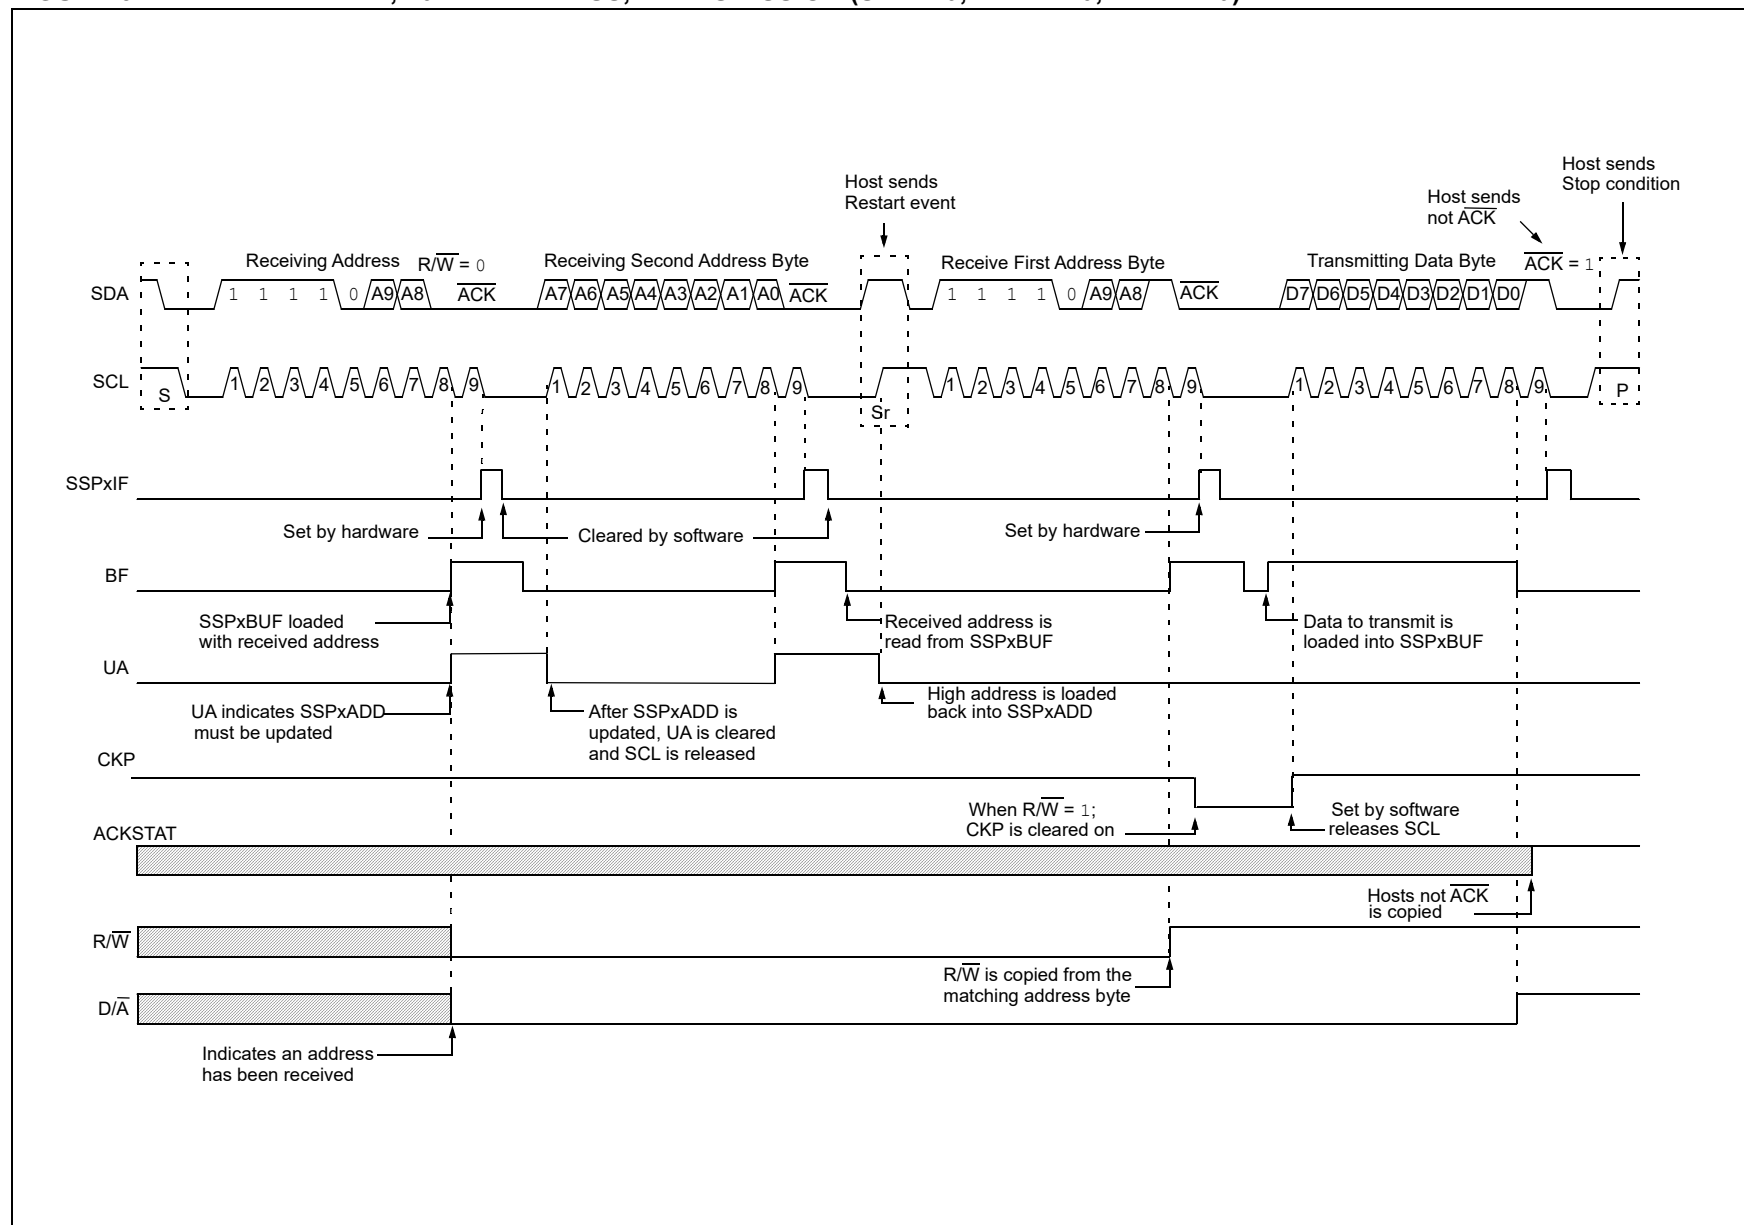 Host sends
Stop condition
Host sends
Restart event
Host sends
not ACK
Receiving Address R/W = 0
Receiving Second Address Byte
Receive First Address Byte
Transmitting Data Byte
ACK = 1
SDA
1 1 1 1 0 A9 A8 ACK
A7 A6 A5 A4 A3 A2 A1 A0 ACK
1 1 1 1 0 A9 A8 ACK
D7 D6 D5 D4 D3 D2 D1 D0
SCL
S
1 2 3 4 5 6 7 8 9
1 2 3 4 5 6 7 8 9
Sr
1 2 3 4 5 6 7 8 9
1 2 3 4 5 6 7 8 9
P
SSPxIF
Set by hardware
Cleared by software
Set by hardware
BF
SSPxBUF loaded
with received address
Received address is
read from SSPxBUF
Data to transmit is
loaded into SSPxBUF
UA
UA indicates SSPxADD
must be updated
After SSPxADD is
updated, UA is cleared
and SCL is released
High address is loaded
back into SSPxADD
CKP
When R/W = 1;
CKP is cleared on
Set by software
releases SCL
ACKSTAT
Hosts not ACK
is copied
R/W
R/W is copied from the
matching address byte
D/A
Indicates an address
has been received